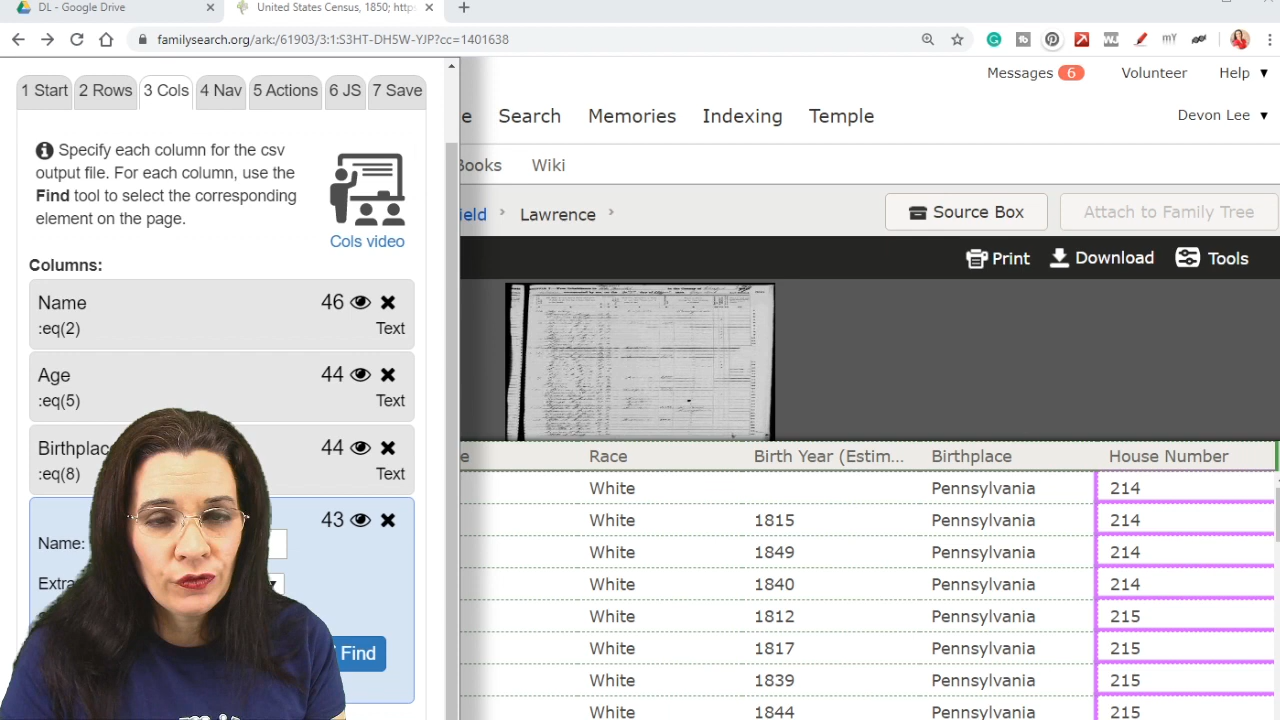 DL - Google Drive
United States Census, 1850; https
familysearch.org/ark:/61903/3:1:S3HT-DH5W-YJP?cc=1401638
1 Start 2 Rows 3 Cols 4 Nav 5 Actions 6 JS 7 Save
Specify each column for the csv
output file. For each column, use the
Find tool to select the corresponding
element on the page.
Cols video
Columns:
Name 46
:eq(2) Text
Age 44
:eq(5) Text
Birthplac 44
:eq(8) Text
43
Name:
Extra
Find
Messages 6 Volunteer Help
e Search Memories Indexing Temple
Devon Lee
Books Wiki
ield Lawrence
Source Box Attach to Family Tree
Print Download Tools
e Race Birth Year (Estim... Birthplace House Number
White Pennsylvania 214
White 1815 Pennsylvania 214
White 1849 Pennsylvania 214
White 1840 Pennsylvania 214
White 1812 Pennsylvania 215
White 1817 Pennsylvania 215
White 1839 Pennsylvania 215
White 1844 Pennsylvania 215